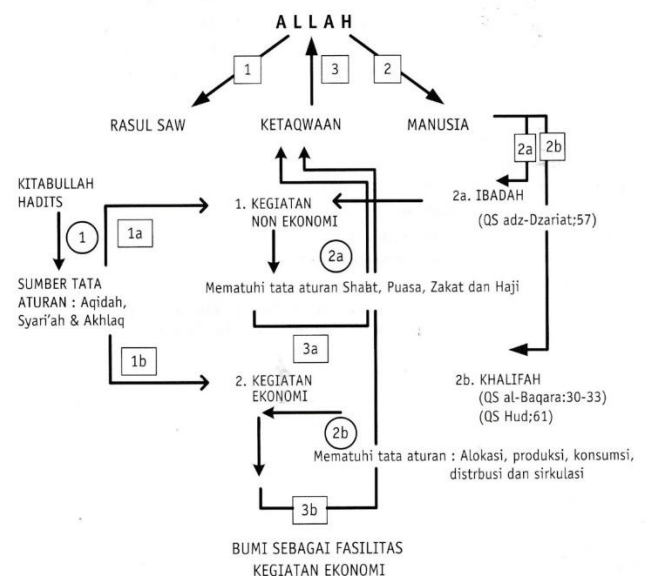 ALLAH
1
3
2
RASUL SAW
KETAQWAAN
MANUSIA
2a
2b
KITABULLAH
HADITS
1
1a
1. KEGIATAN
NON EKONOMI
2a. IBADAH
(QS adz-Dzariat;57)
2a
SUMBER TATA
ATURAN : Aqidah,
Syari'ah & Akhlaq
Mematuhi tata aturan Shalt, Puasa, Zakat dan Haji
3a
1b
2. KEGIATAN
EKONOMI
2b. KHALIFAH
(QS al-Baqara:30-33)
(QS Hud;61)
2b
Mematuhi tata aturan : Alokasi, produksi, konsumsi,
distrbusi dan sirkulasi
3b
BUMI SEBAGAI FASILITAS
KEGIATAN EKONOMI